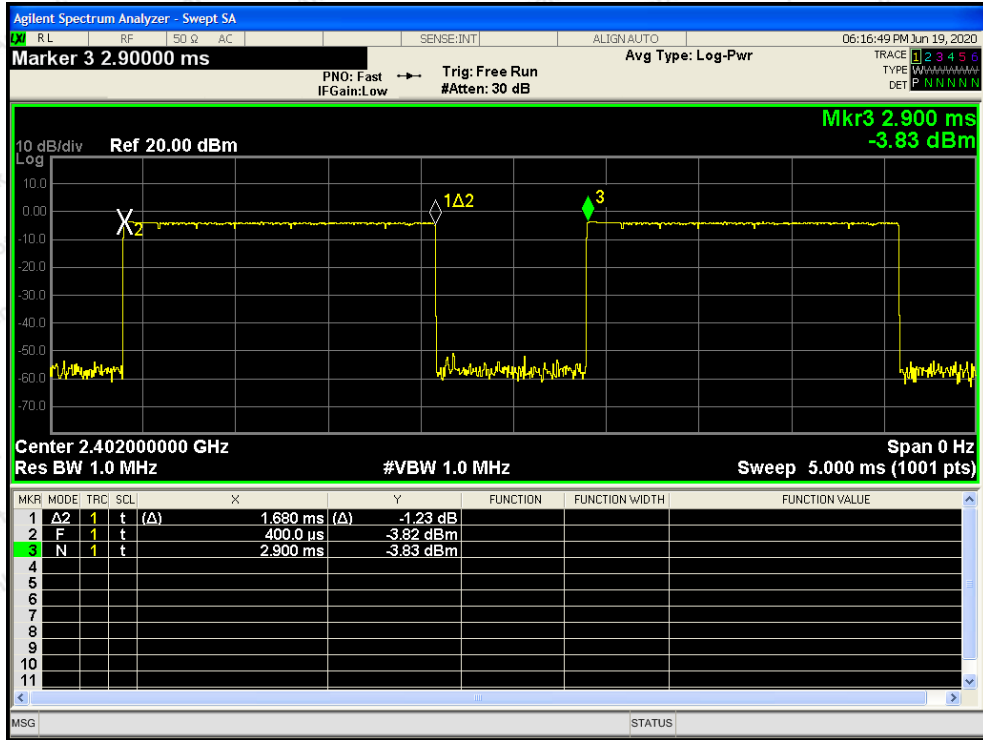 Agilent Spectrum Analyzer - Swept SA
LXI RL RF 50 Ω AC SENSE:INT ALIGN AUTO 06:16:49 PM Jun 19, 2020
Marker 3 2.90000 ms
PNO: Fast
IFGain:Low
Trig: Free Run
#Atten: 30 dB
Avg Type: Log-Pwr
TRACE 1 2 3 4 5 6
TYPE
DET P N N N N N
Mkr3 2.900 ms
-3.83 dBm
10 dB/div Ref 20.00 dBm
Log
10.0
0.00
-10.0
-20.0
-30.0
-40.0
-50.0
-60.0
-70.0
2
1Δ2
3
Center 2.402000000 GHz Span 0 Hz
Res BW 1.0 MHz #VBW 1.0 MHz Sweep 5.000 ms (1001 pts)
MKR MODE TRC SCL X Y FUNCTION FUNCTION WIDTH FUNCTION VALUE
1 Δ2 1 t (Δ) 1.680 ms (Δ) -1.23 dB
2 F 1 t 400.0 µs -3.82 dBm
3 N 1 t 2.900 ms -3.83 dBm
4
5
6
7
8
9
10
11
MSG STATUS